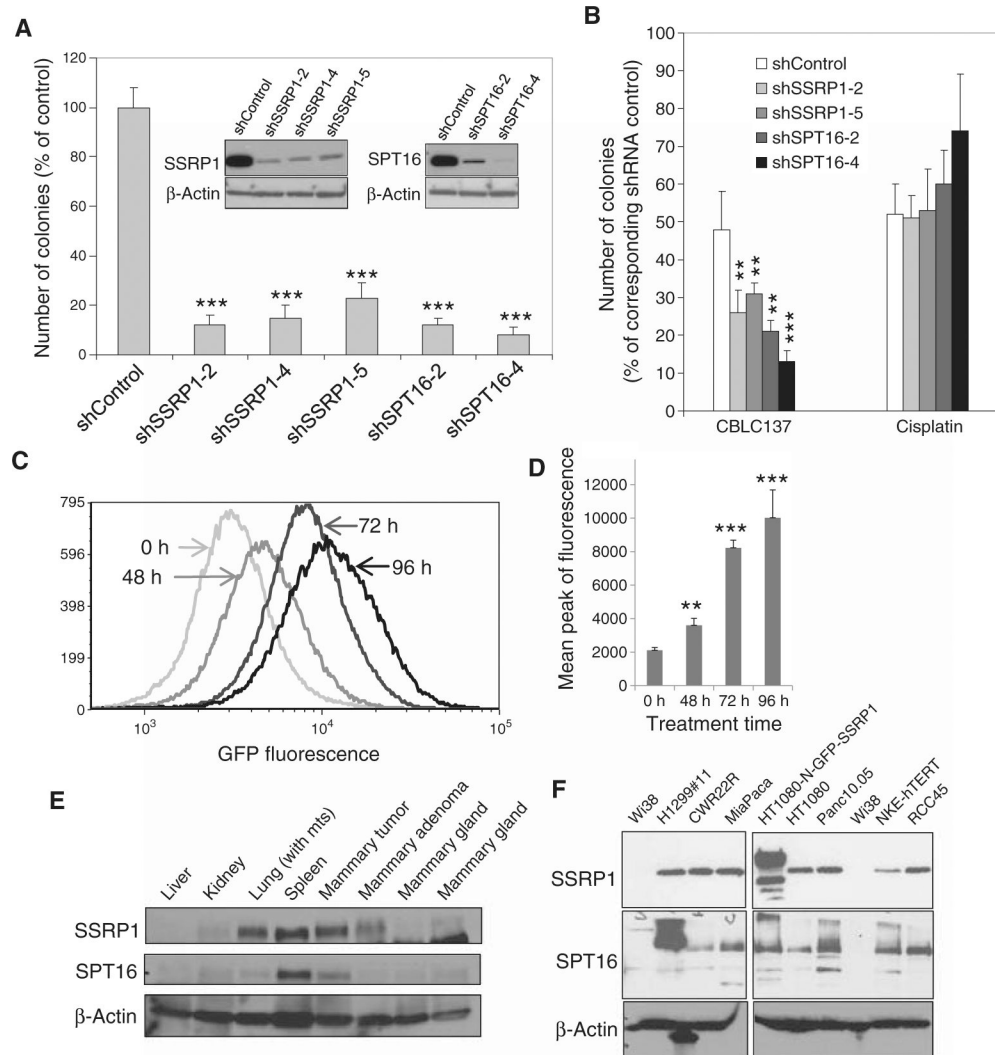 A
Number of colonies (% of control)
120
100
80
60
40
20
0
shControl
shSSRP1-2
shSSRP1-4
shSSRP1-5
shSPT16-2
shSPT16-4
***
***
***
***
***
shControl
shSSRP1-2
shSSRP1-4
shSSRP1-5
SSRP1
β-Actin
shControl
shSPT16-2
shSPT16-4
SPT16
β-Actin
B
Number of colonies
(% of corresponding shRNA control)
100
90
80
70
60
50
40
30
20
10
0
shControl
shSSRP1-2
shSSRP1-5
shSPT16-2
shSPT16-4
**
**
**
***
CBLC137
Cisplatin
C
795
596
398
199
0
0 h
48 h
72 h
96 h
10³
10⁴
10⁵
GFP fluorescence
D
Mean peak of fluorescence
12000
10000
8000
6000
4000
2000
0
**
***
***
0 h
48 h
72 h
96 h
Treatment time
E
Liver
Kidney
Lung (with mts)
Spleen
Mammary tumor
Mammary adenoma
Mammary gland
Mammary gland
SSRP1
SPT16
β-Actin
F
Wi38
H1299#11
CWR22R
MiaPaca
HT1080-N-GFP-SSRP1
HT1080
Panc10.05
Wi38
NKE-hTERT
RCC45
SSRP1
SPT16
β-Actin